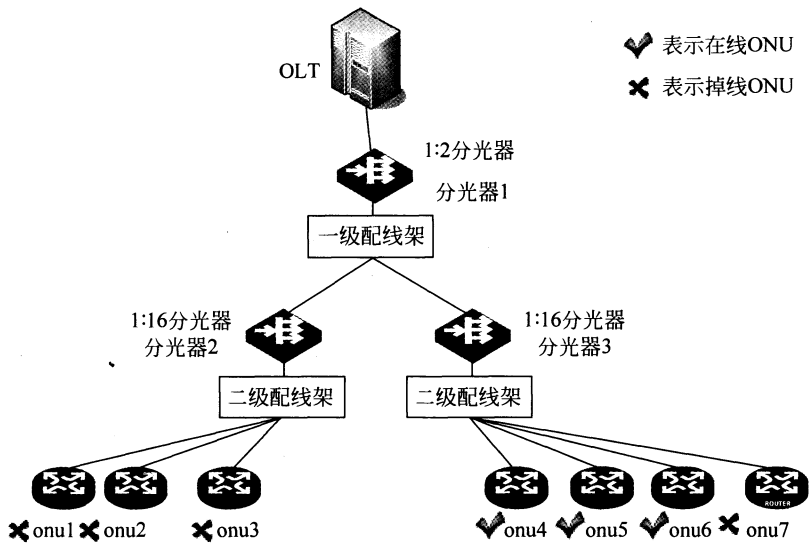 表示在线ONU
OLT
表示掉线ONU
1:2分光器
分光器1
一级配线架
1:16分光器
分光器2
1:16分光器
分光器3
二级配线架
二级配线架
ROUTER
onu1
onu2
onu3
onu4
onu5
onu6
onu7